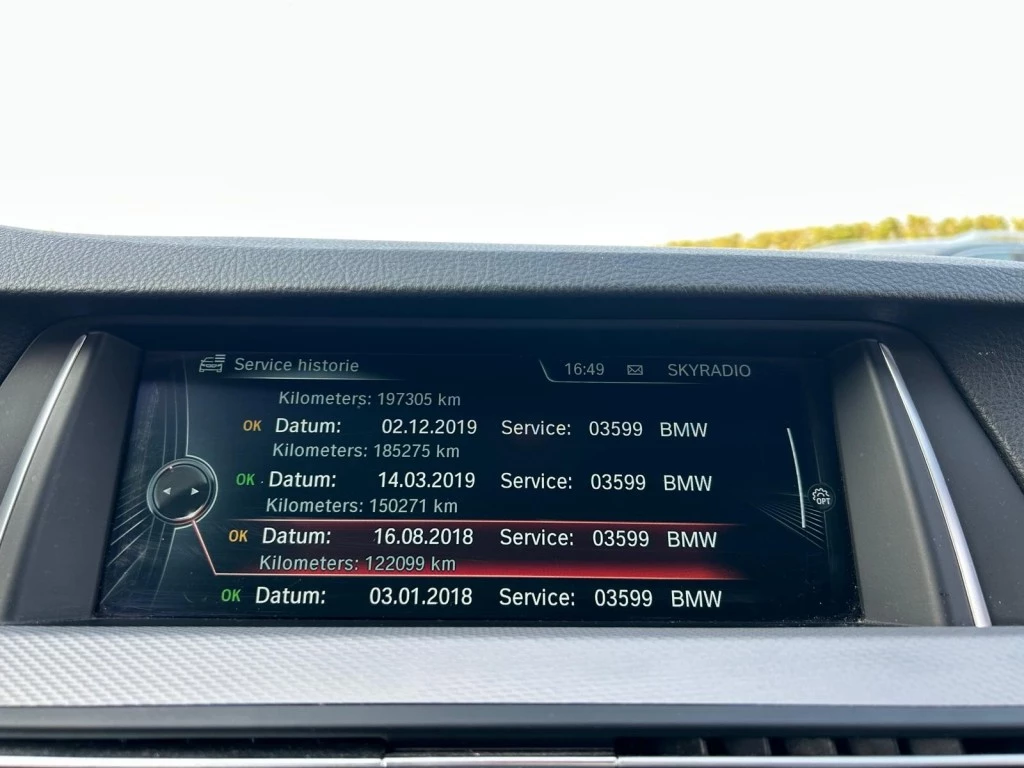 Service historie 16:49 SKYRADIO
Kilometers: 197305 km
OK Datum: 02.12.2019 Service: 03599 BMW
Kilometers: 185275 km
OK Datum: 14.03.2019 Service: 03599 BMW
Kilometers: 150271 km
OK Datum: 16.08.2018 Service: 03599 BMW
Kilometers: 122099 km
OK Datum: 03.01.2018 Service: 03599 BMW
OPT